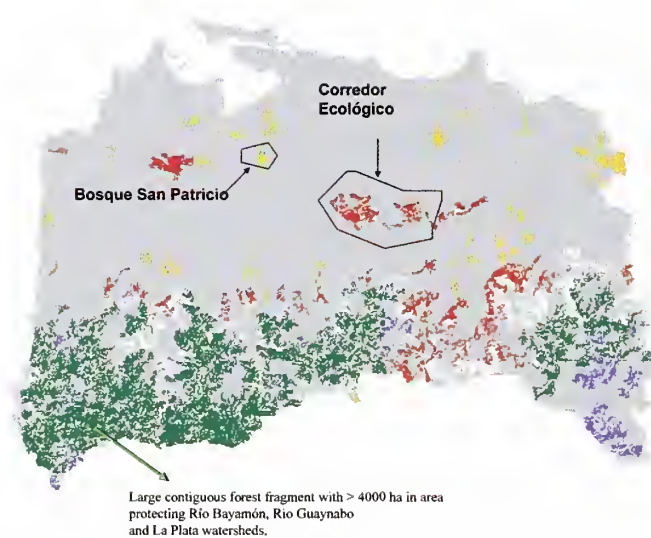 Corredor
Ecológico
Bosque San Patricio
Large contiguous forest fragment with > 4000 ha in area
protecting Río Bayamón, Rio Guaynabo
and La Plata watersheds,